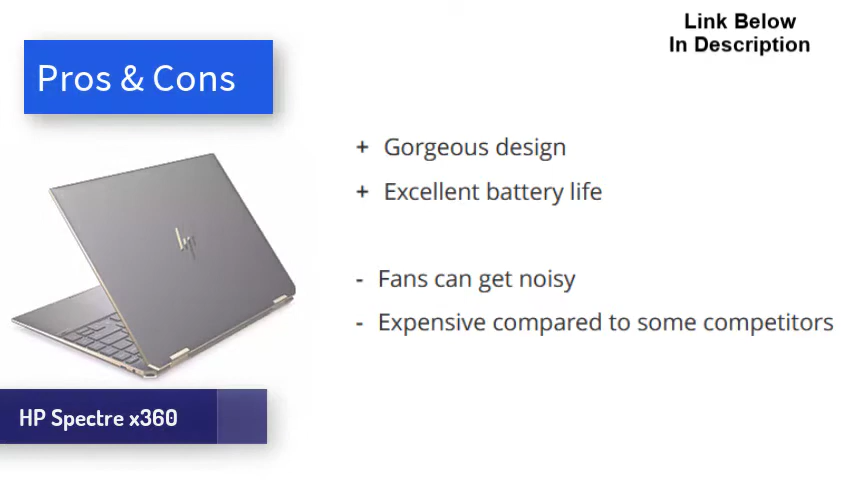 Link Below
In Description
Pros & Cons
+ Gorgeous design
+ Excellent battery life
- Fans can get noisy
- Expensive compared to some competitors
hp
HP Spectre x360